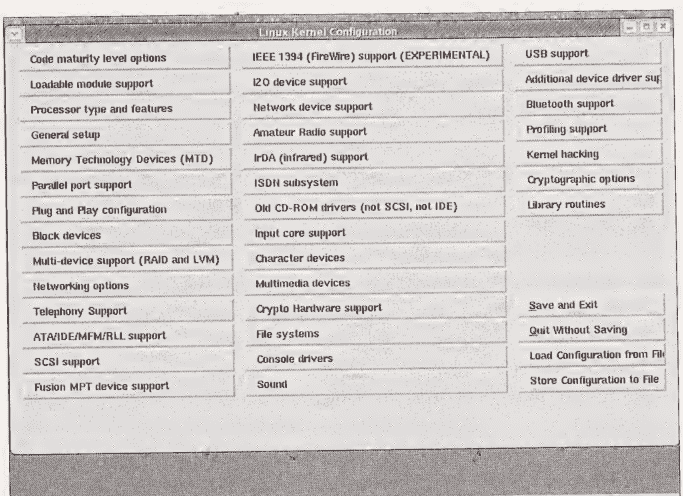 Linux Kernel Configuration
Code maturity level options
Loadable module support
Processor type and features
General setup
Memory Technology Devices (MTD)
Parallel port support
Plug and Play configuration
Block devices
Multi-device support (RAID and LVM)
Networking options
Telephony Support
ATA/IDE/MFM/RLL support
SCSI support
Fusion MPT device support
IEEE 1394 (FireWire) support (EXPERIMENTAL)
I2O device support
Network device support
Amateur Radio support
IrDA (infrared) support
ISDN subsystem
Old CD-ROM drivers (not SCSI, not IDE)
Input core support
Character devices
Multimedia devices
Crypto Hardware support
File systems
Console drivers
Sound
USB support
Additional device driver sup
Bluetooth support
Profiling support
Kernel hacking
Cryptographic options
Library routines
Save and Exit
Quit Without Saving
Load Configuration from File
Store Configuration to File